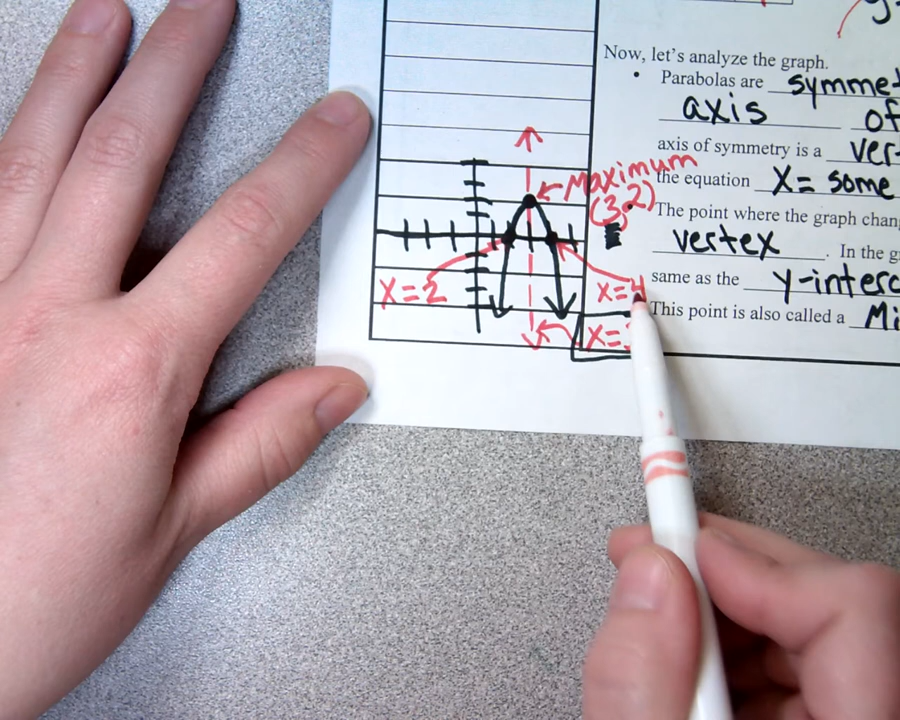 Now, let's analyze the graph.
• Parabolas are symme
axis of
axis of symmetry is a ver
the equation X= some
Maximum
(3,2)
• The point where the graph chan
vertex. In the g
same as the y-interc
This point is also called a Mi
X=2
X=4
X=